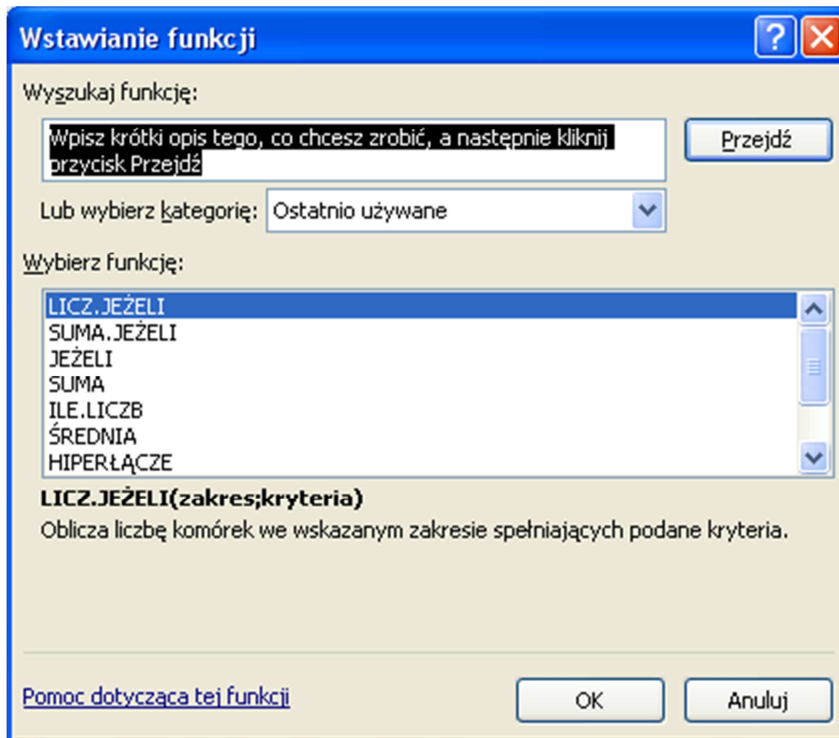 Wstawianie funkcji
Wyszukaj funkcję:
Wpisz krótki opis tego, co chcesz zrobić, a następnie kliknij
przycisk Przejdź
Przejdź
Lub wybierz kategorię: Ostatnio używane
Wybierz funkcję:
LICZ.JEŻELI
SUMA.JEŻELI
JEŻELI
SUMA
ILE.LICZB
ŚREDNIA
HIPERŁĄCZE
LICZ.JEŻELI(zakres;kryteria)
Oblicza liczbę komórek we wskazanym zakresie spełniających podane kryteria.
Pomoc dotycząca tej funkcji
OK
Anuluj